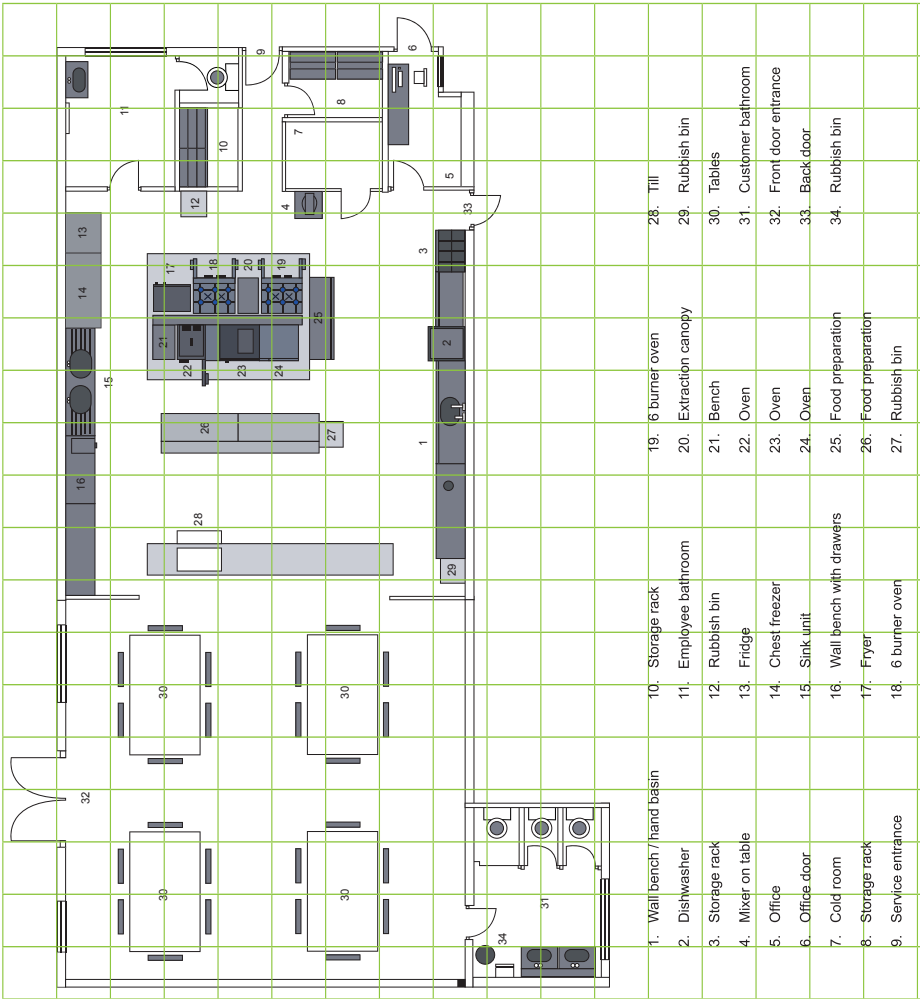 1. Wall bench / hand basin
2. Dishwasher
3. Storage rack
4. Mixer on table
5. Office
6. Office door
7. Cold room
8. Storage rack
9. Service entrance
10. Storage rack
11. Employee bathroom
12. Rubbish bin
13. Fridge
14. Chest freezer
15. Sink unit
16. Wall bench with drawers
17. Fryer
18. 6 burner oven
19. 6 burner oven
20. Extraction canopy
21. Bench
22. Oven
23. Oven
24. Oven
25. Food preparation
26. Food preparation
27. Rubbish bin
28. Till
29. Rubbish bin
30. Tables
31. Customer bathroom
32. Front door entrance
33. Back door
34. Rubbish bin
11
9
6
10
8
7
5
12
4
33
13
3
17
18
20
19
14
25
2
21
22
23
24
15
26
27
1
16
28
29
30
30
32
30
30
31
34